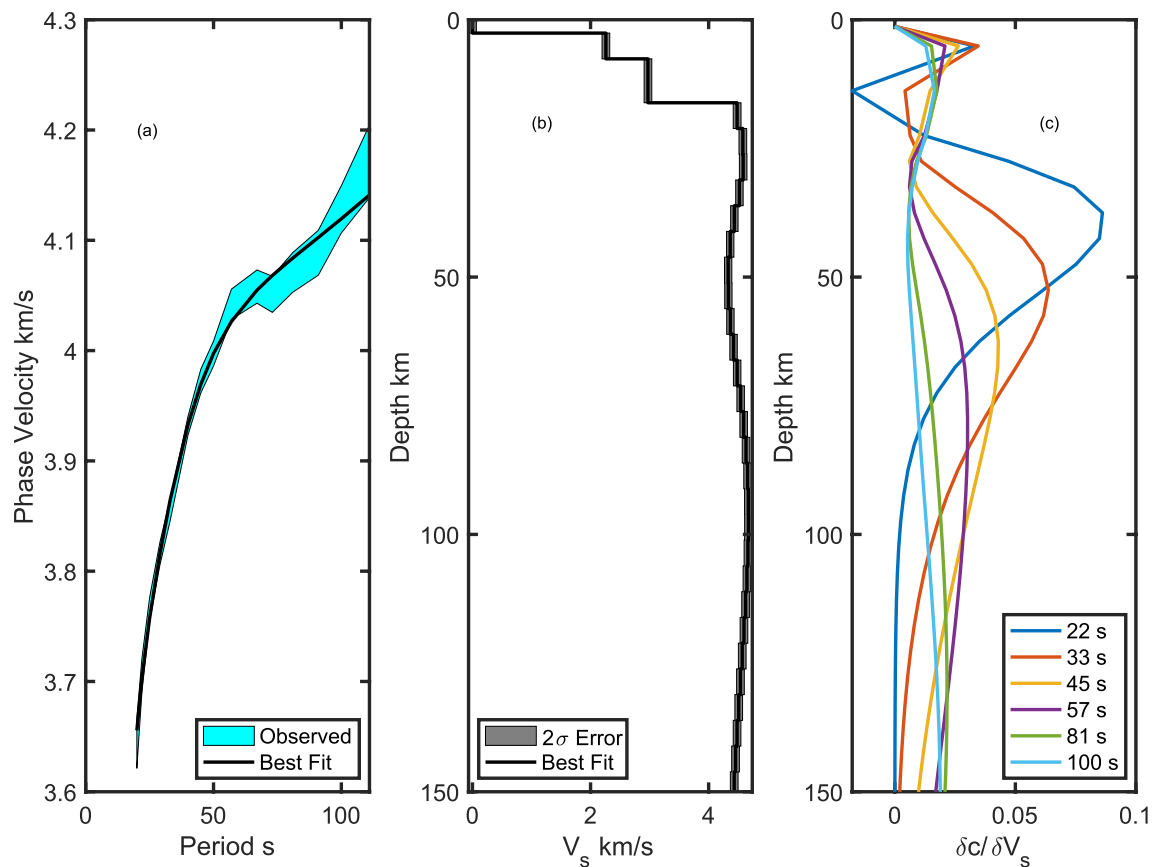 4.3
4.2
4.1
4
3.9
3.8
3.7
3.6
Phase Velocity km/s
0
50
100
Period s
(a)
Observed
Best Fit
0
50
100
150
Depth km
0
2
4
V_s km/s
(b)
2σ Error
Best Fit
0
50
100
150
Depth km
0
0.05
0.1
δc/ δV_s
(c)
22 s
33 s
45 s
57 s
81 s
100 s